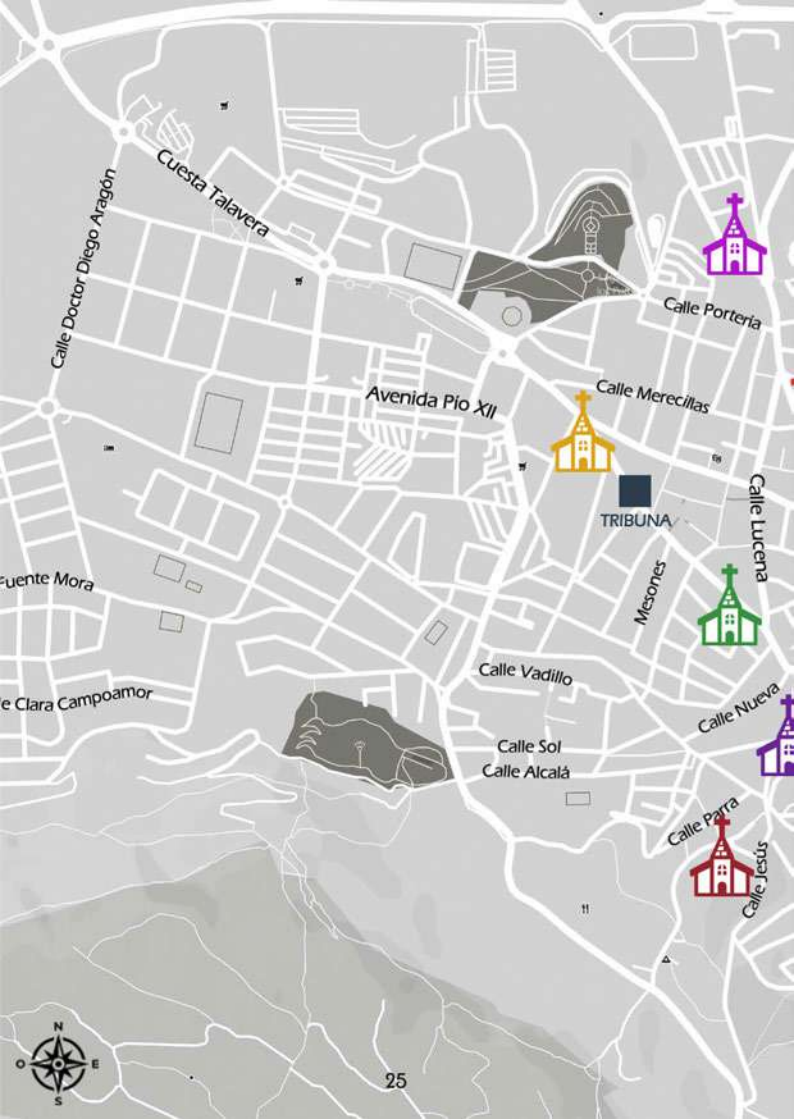 Cuesta Talavera
Calle Doctor Diego Aragón
Calle Portería
Avenida Pío XII
Calle Merecillas
TRIBUNA
Calle Lucena
Mesones
Fuente Mora
Calle Vadillo
e Clara Campoamor
Calle Nueva
Calle Sol
Calle Alcalá
Calle Parra
Calle Jesús
N
O
E
S
25